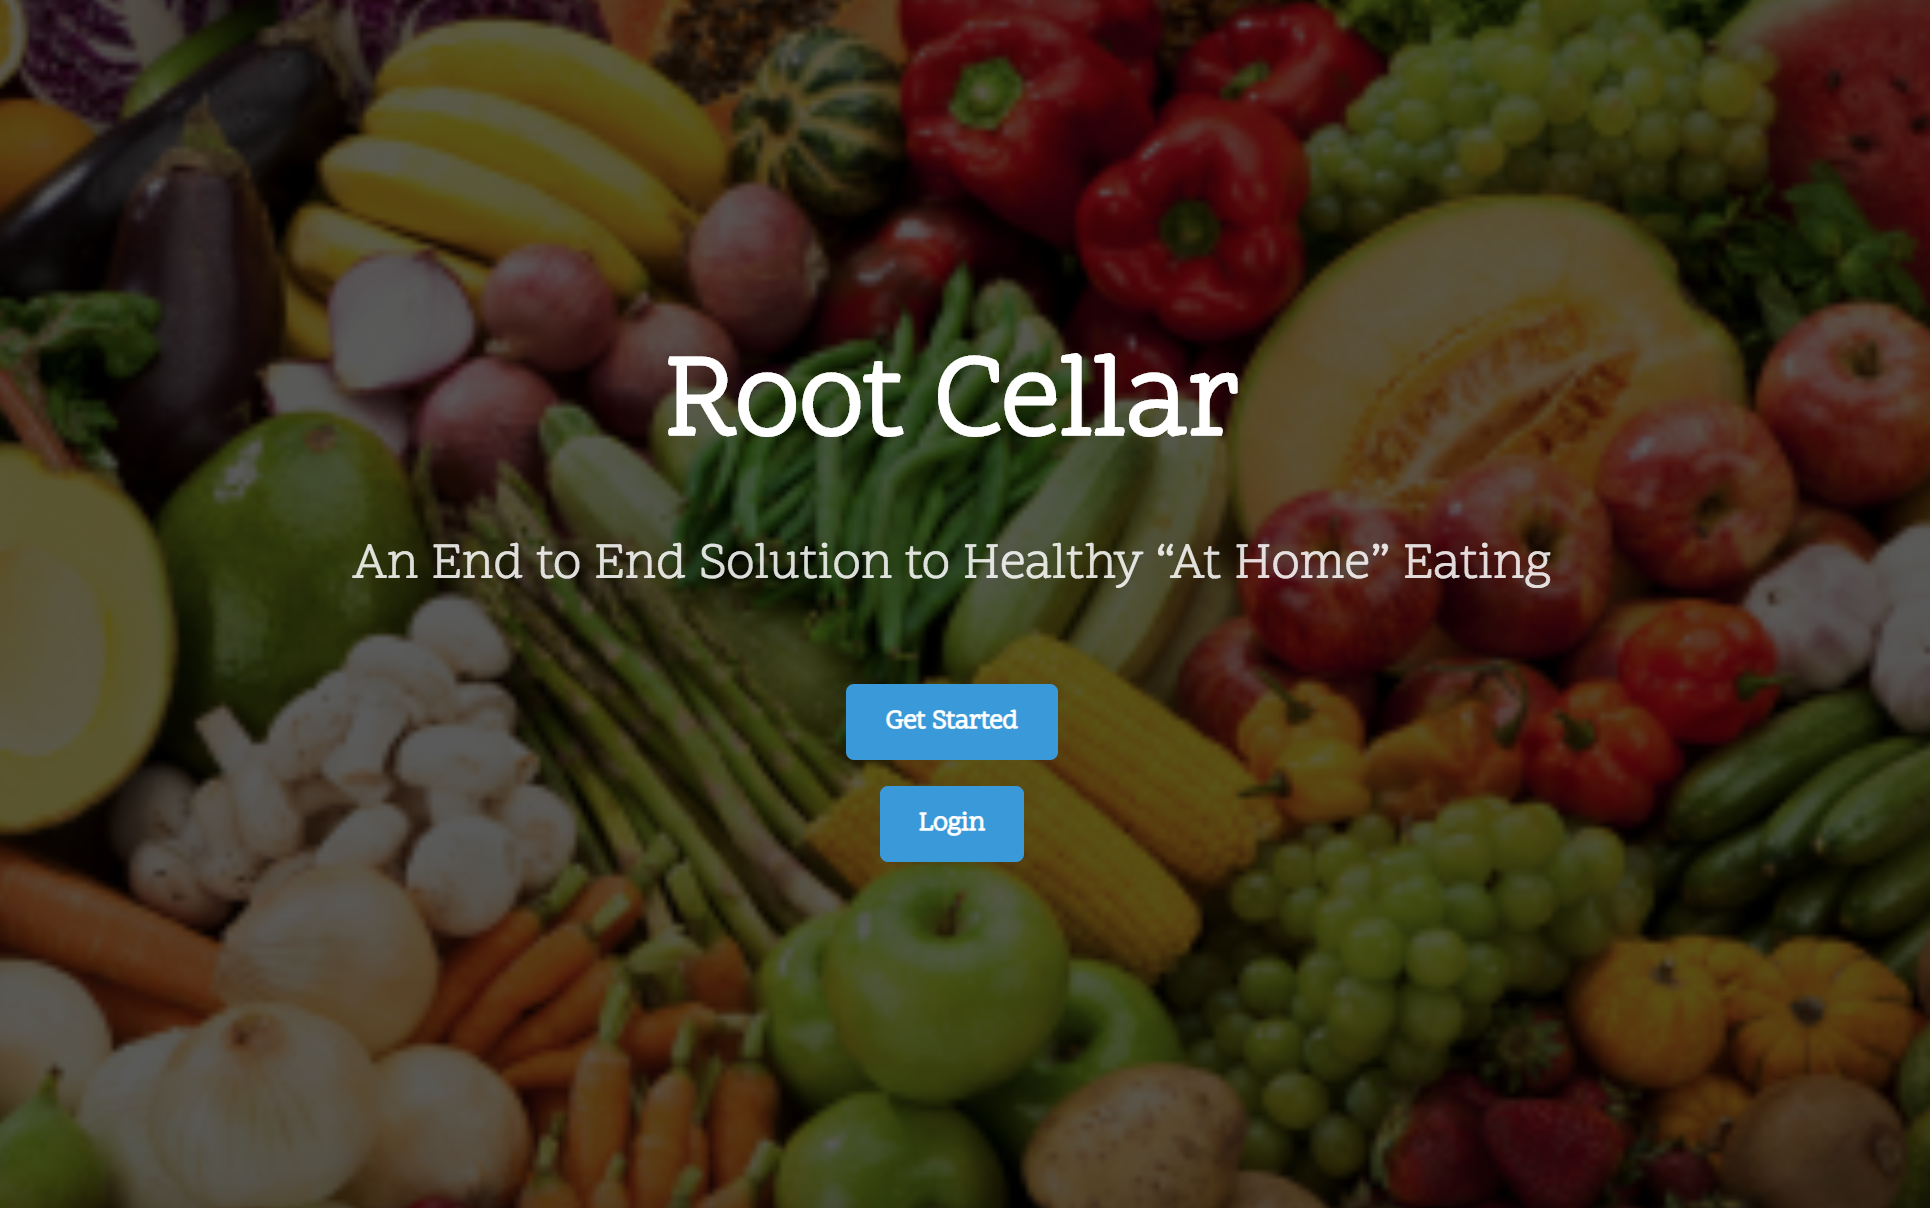 Root Cellar
An End to End Solution to Healthy “At Home” Eating
Get Started
Login